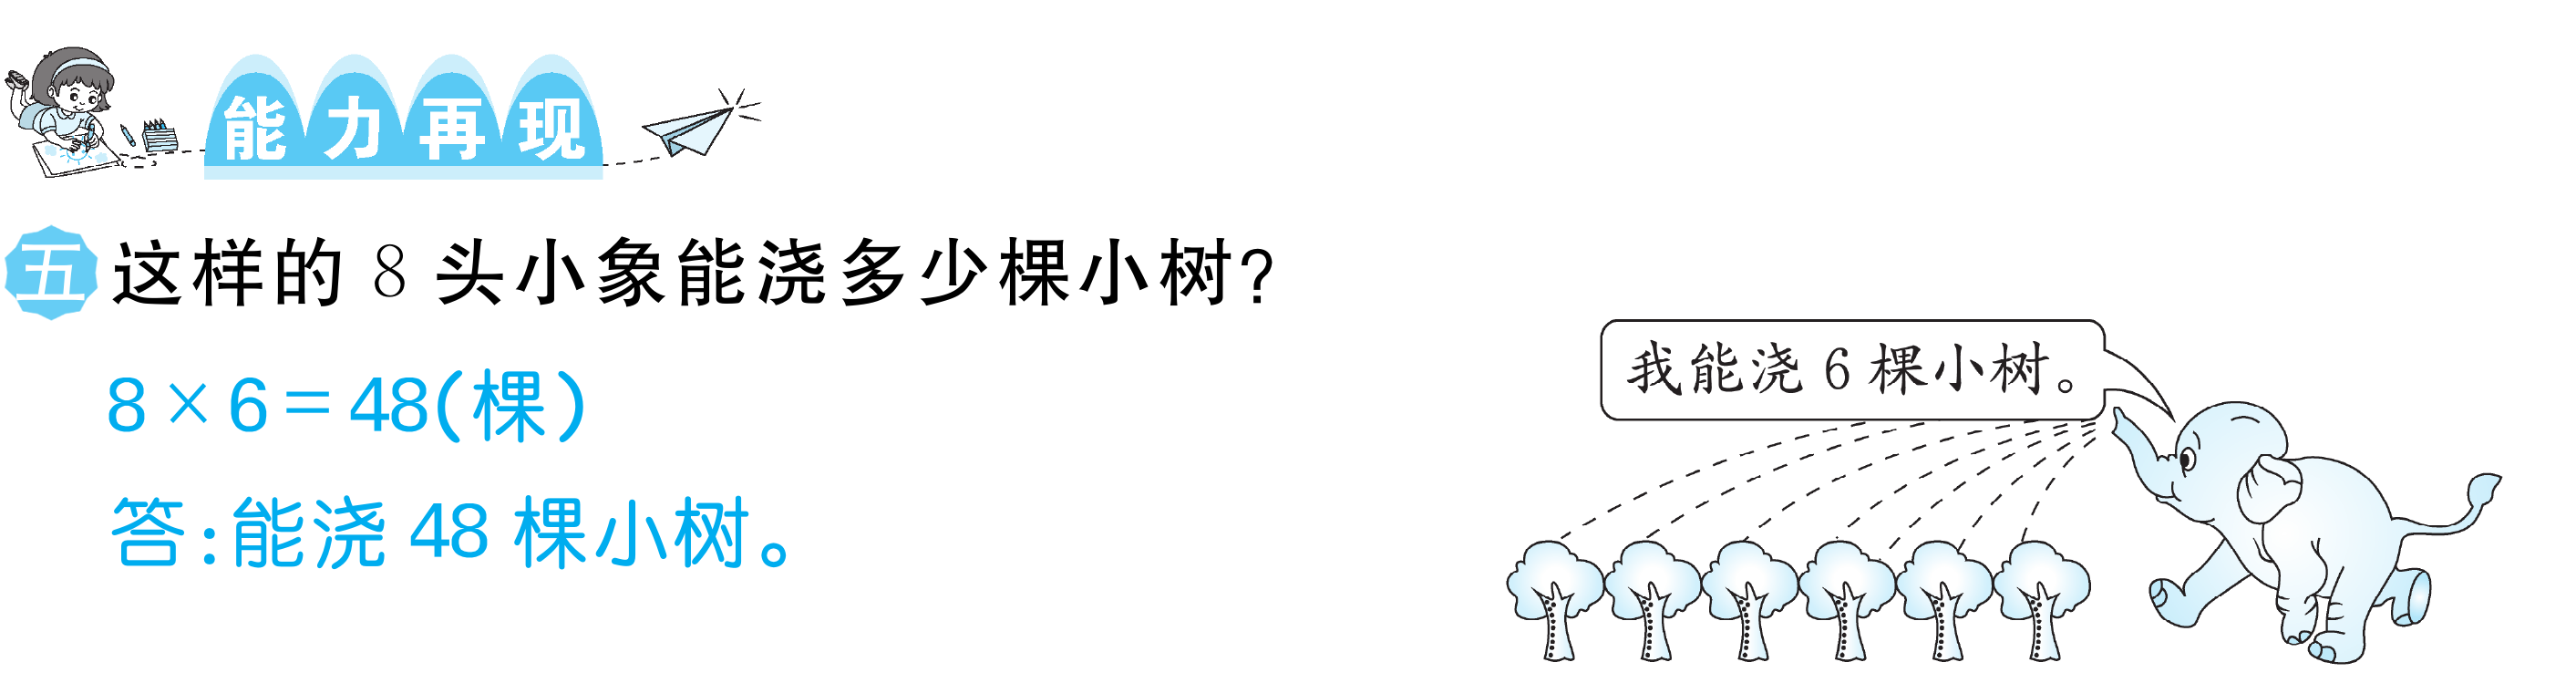 能力再现
五 这样的 8 头小象能浇多少棵小树?
8×6=48(棵)
我能浇 6 棵小树。
答:能浇 48 棵小树。